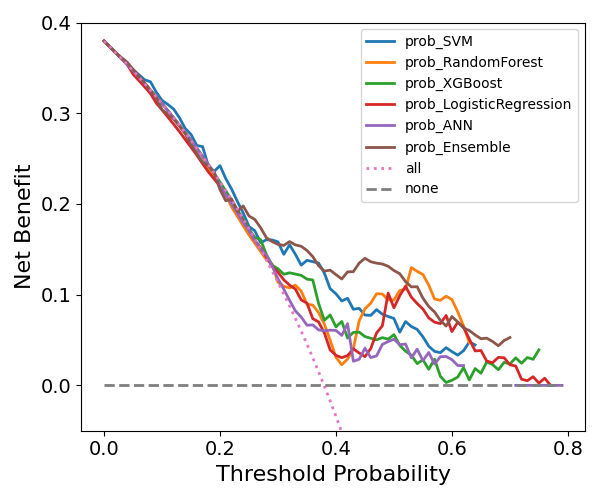 0.4
0.3
0.2
0.1
0.0
Net Benefit
prob_SVM
prob_RandomForest
prob_XGBoost
prob_LogisticRegression
prob_ANN
prob_Ensemble
all
none
0.0 0.2 0.4 0.6 0.8
Threshold Probability